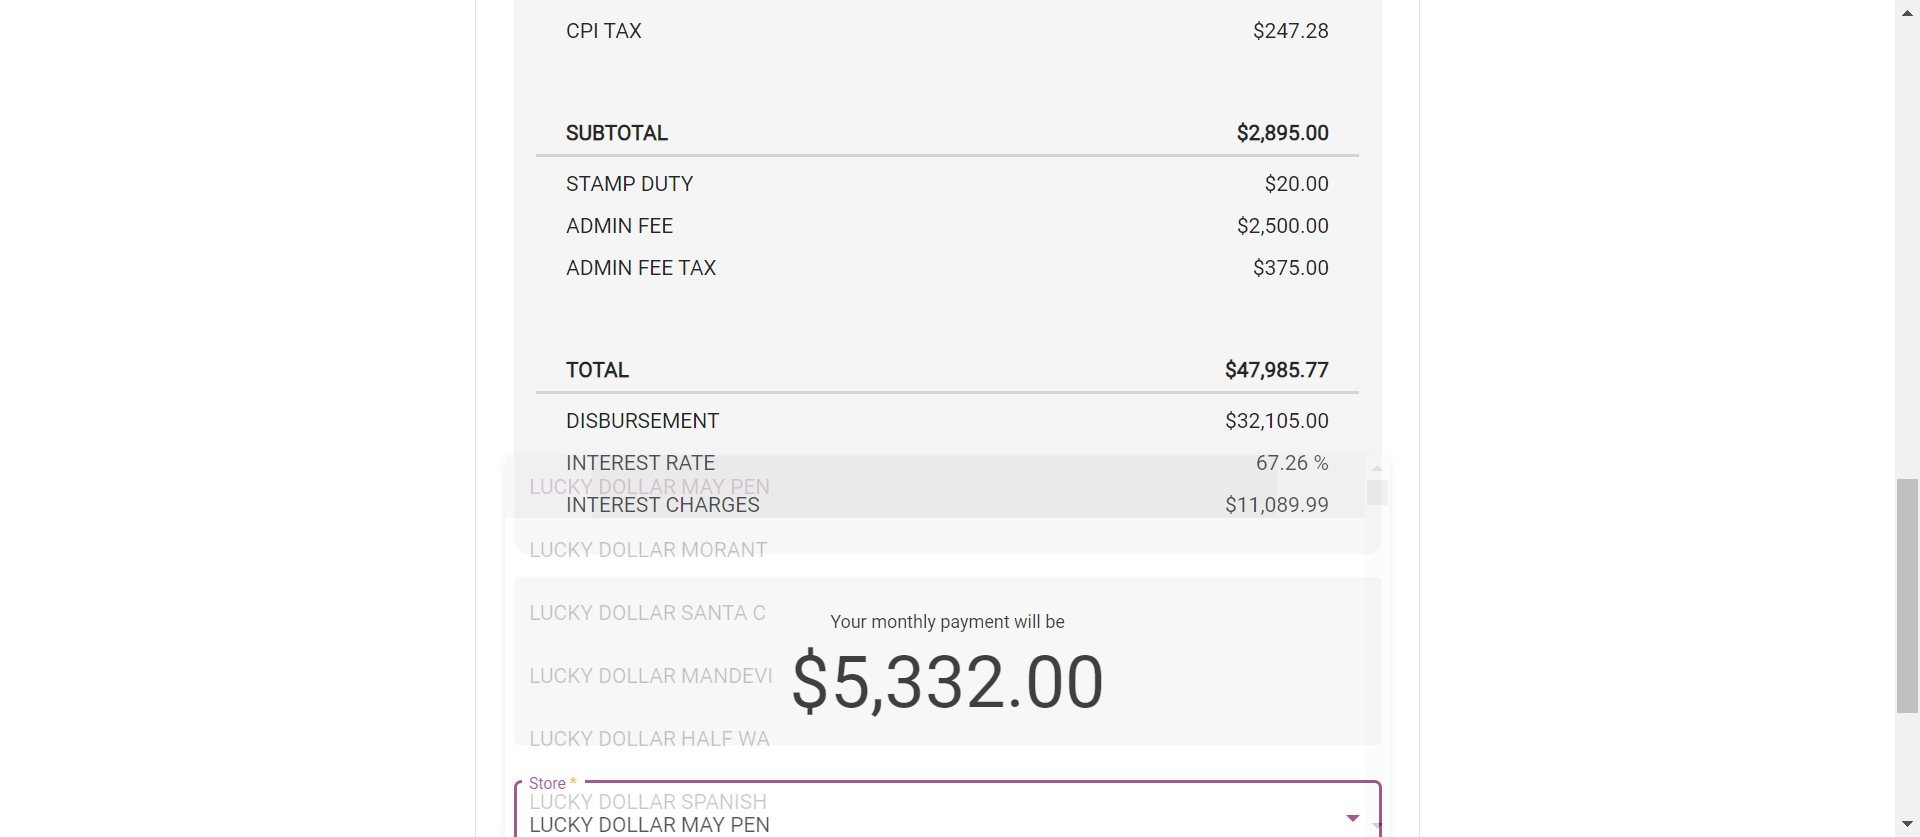 CPI TAX $247.28
SUBTOTAL $2,895.00
STAMP DUTY $20.00
ADMIN FEE $2,500.00
ADMIN FEE TAX $375.00
TOTAL $47,985.77
DISBURSEMENT $32,105.00
INTEREST RATE 67.26 %
LUCKY DOLLAR MAY PEN
INTEREST CHARGES $11,089.99
LUCKY DOLLAR MORANT
LUCKY DOLLAR SANTA C
Your monthly payment will be
LUCKY DOLLAR MANDEVI
$5,332.00
LUCKY DOLLAR HALF WA
Store *
LUCKY DOLLAR SPANISH
LUCKY DOLLAR MAY PEN